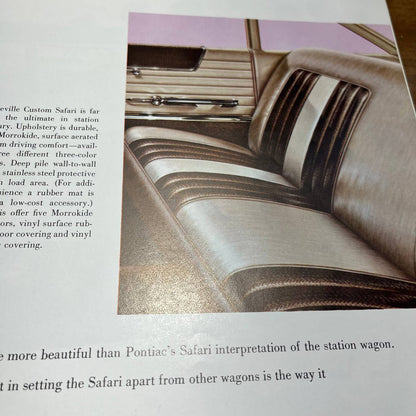 eville Custom Safari is far
the ultimate in station
ury. Upholstery is durable,
Morrokide, surface aerated
m driving comfort—avail-
ree different three-color
s. Deep pile wall-to-wall
stainless steel protective
n load area. (For addi-
nience a rubber mat is
a low-cost accessory.)
is offer five Morrokide
ors, vinyl surface rub-
oor covering and vinyl
covering.
e more beautiful than Pontiac's Safari interpretation of the station wagon.
t in setting the Safari apart from other wagons is the way it